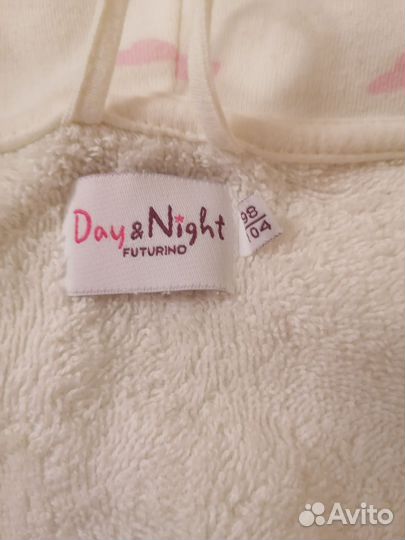 Day & Night
FUTURINO
98/104
Avito